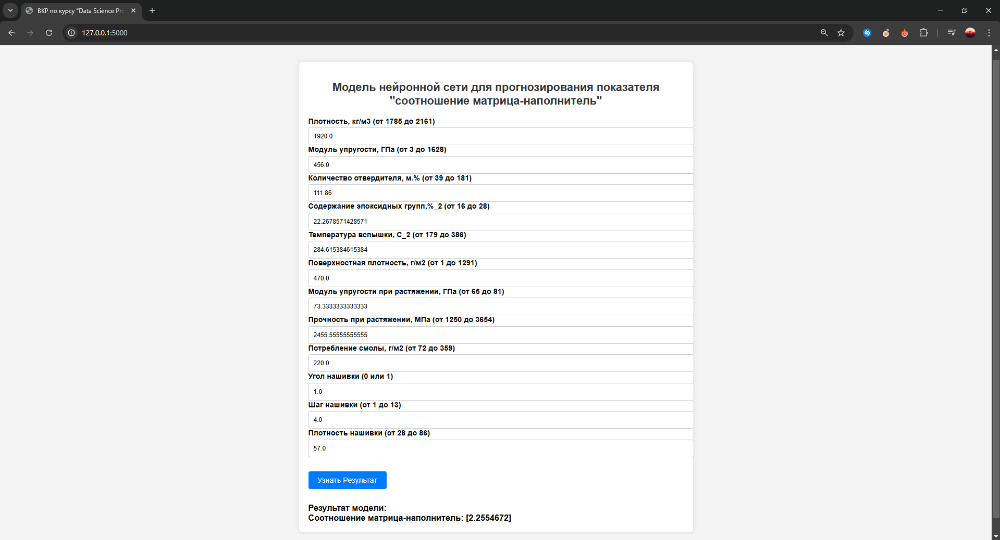 ВКР по курсу "Data Science Pro
127.0.0.1:5000
Модель нейронной сети для прогнозирования показателя
"соотношение матрица-наполнитель"
Плотность, кг/м3 (от 1785 до 2161)
1920.0
Модуль упругости, ГПа (от 3 до 1628)
456.0
Количество отвердителя, м.% (от 39 до 181)
111.86
Содержание эпоксидных групп,%_2 (от 16 до 28)
22.2678571428571
Температура вспышки, С_2 (от 179 до 386)
284.615384615384
Поверхностная плотность, г/м2 (от 1 до 1291)
470.0
Модуль упругости при растяжении, ГПа (от 65 до 81)
73.3333333333333
Прочность при растяжении, МПа (от 1250 до 3654)
2455.55555555555
Потребление смолы, г/м2 (от 72 до 359)
220.0
Угол нашивки (0 или 1)
1.0
Шаг нашивки (от 1 до 13)
4.0
Плотность нашивки (от 28 до 86)
57.0
Узнать Результат
Результат модели:
Соотношение матрица-наполнитель: [2.2554672]